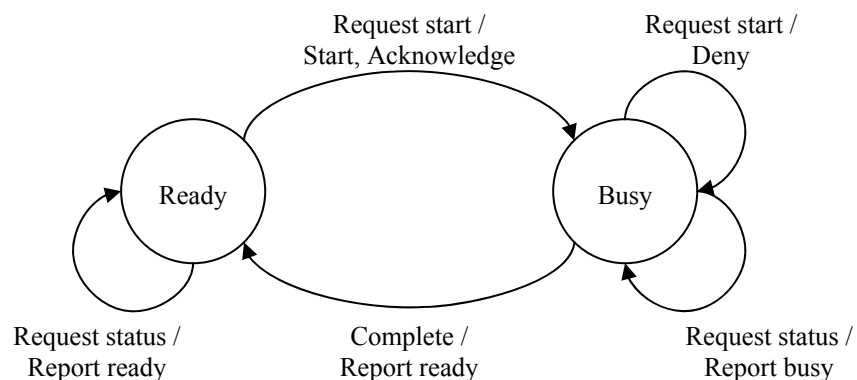 Request start /
Start, Acknowledge
Request start /
Deny
Ready
Busy
Request status /
Report ready
Complete /
Report ready
Request status /
Report busy